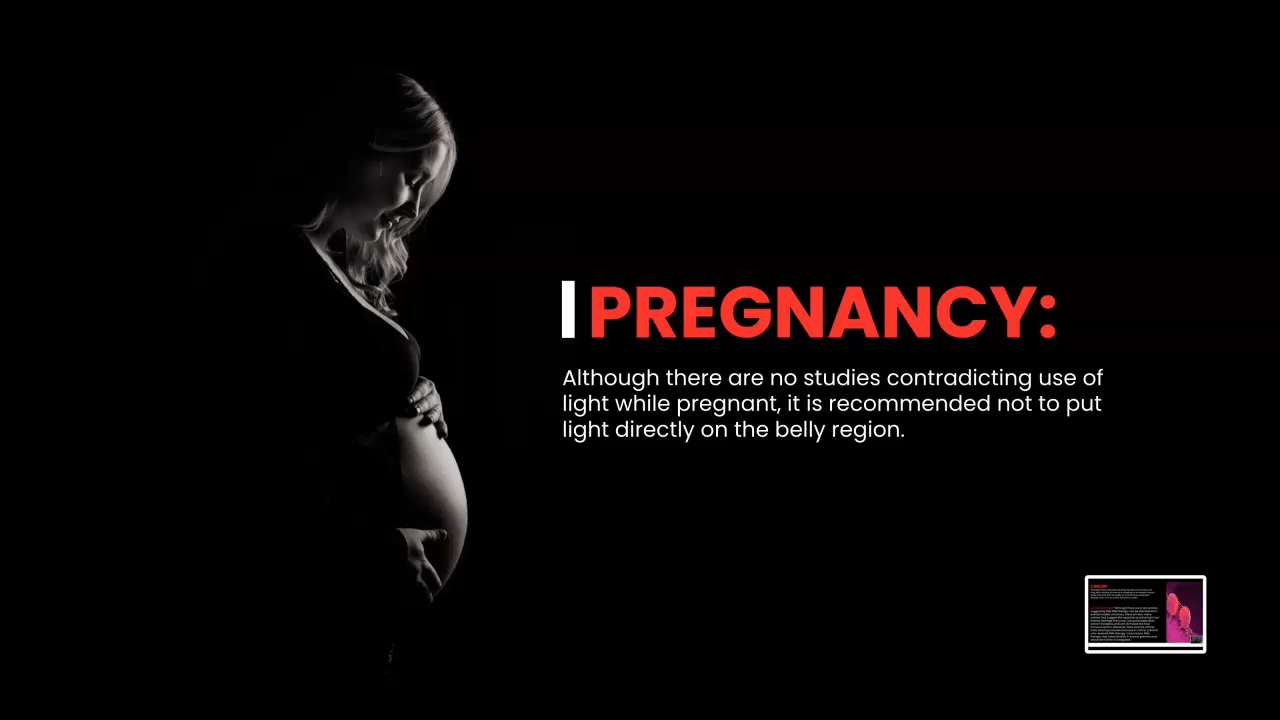 PREGNANCY:
Although there are no studies contradicting use of
light while pregnant, it is recommended not to put
light directly on the belly region.